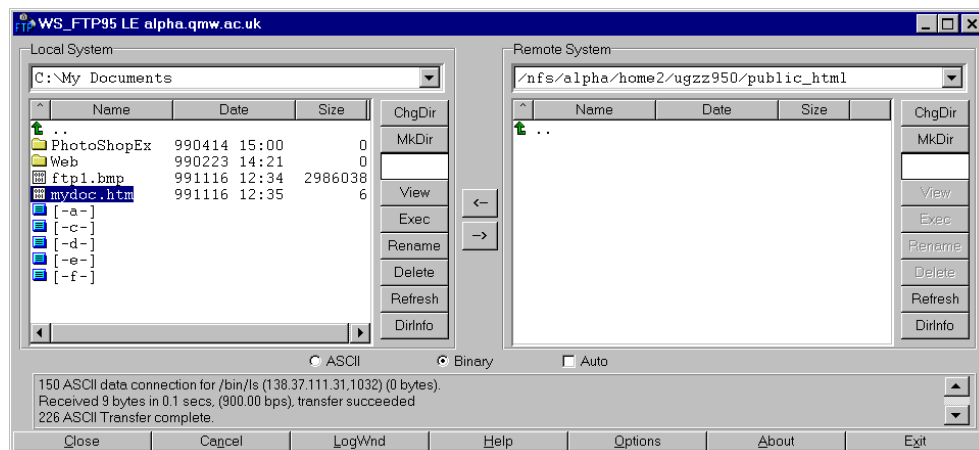 WS_FTP95 LE alpha.qmw.ac.uk
Local System
C:\My Documents
^ Name Date Size
..
PhotoShopEx 990414 15:00 0
Web 990223 14:21 0
ftp1.bmp 991116 12:34 2986038
mydoc.htm 991116 12:35 6
[-a-]
[-c-]
[-d-]
[-e-]
[-f-]
ChgDir
MkDir
View
Exec
Rename
Delete
Refresh
DirInfo
<-
->
Remote System
/nfs/alpha/home2/ugzz950/public_html
^ Name Date Size
..
ChgDir
MkDir
View
Exec
Rename
Delete
Refresh
DirInfo
ASCII Binary Auto
150 ASCII data connection for /bin/ls (138.37.111.31,1032) (0 bytes).
Received 9 bytes in 0.1 secs, (900.00 bps), transfer succeeded
226 ASCII Transfer complete.
Close Cancel LogWnd Help Options About Exit